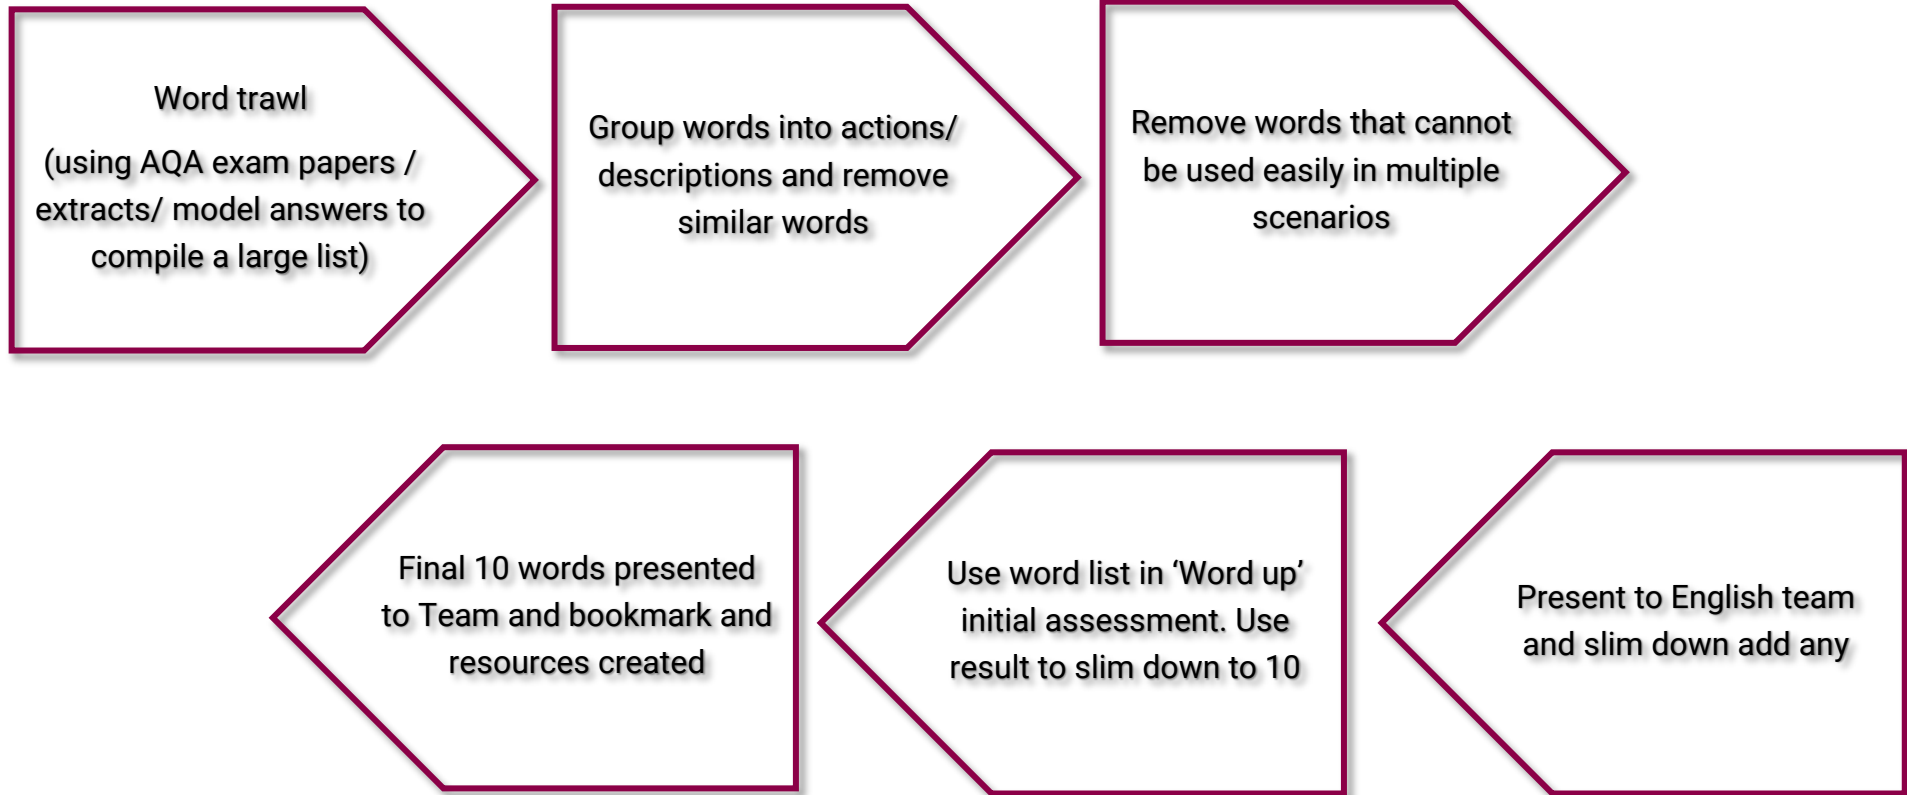 Word trawl
(using AQA exam papers /
extracts/ model answers to
compile a large list)
Group words into actions/
descriptions and remove
similar words
Remove words that cannot
be used easily in multiple
scenarios
Present to English team
and slim down add any
Use word list in ‘Word up’
initial assessment. Use
result to slim down to 10
Final 10 words presented
to Team and bookmark and
resources created